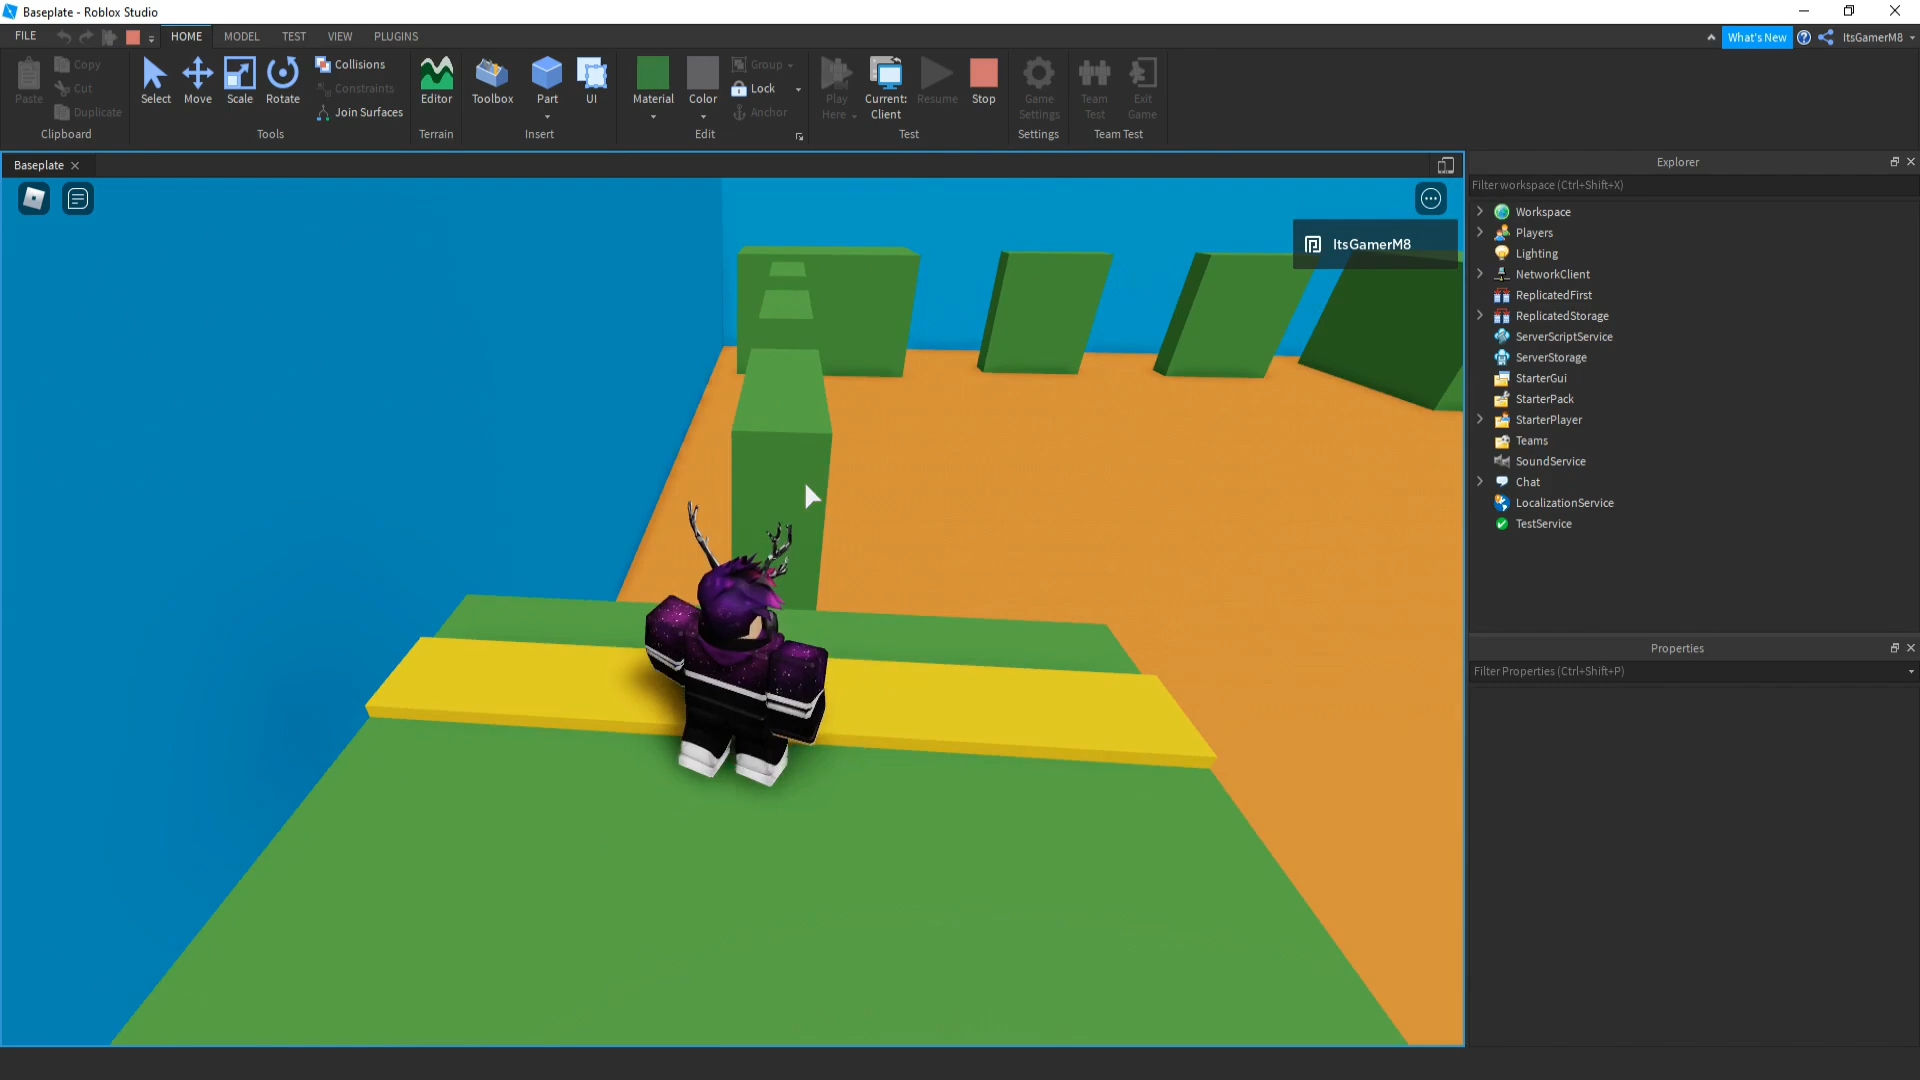 Baseplate - Roblox Studio
FILE HOME MODEL TEST VIEW PLUGINS What's New ItsGamerM8
Paste Copy Cut Duplicate
Clipboard
Select Move Scale Rotate Collisions Constraints Join Surfaces
Tools
Editor
Terrain
Toolbox Part UI
Insert
Material Color Group Lock Anchor
Edit
Play Here Current: Client Resume Stop
Test
Game Settings
Settings
Team Test Exit Game
Team Test
Baseplate
ItsGamerM8
Explorer
Filter workspace (Ctrl+Shift+X)
Workspace
Players
Lighting
NetworkClient
ReplicatedFirst
ReplicatedStorage
ServerScriptService
ServerStorage
StarterGui
StarterPack
StarterPlayer
Teams
SoundService
Chat
LocalizationService
TestService
Properties
Filter Properties (Ctrl+Shift+P)